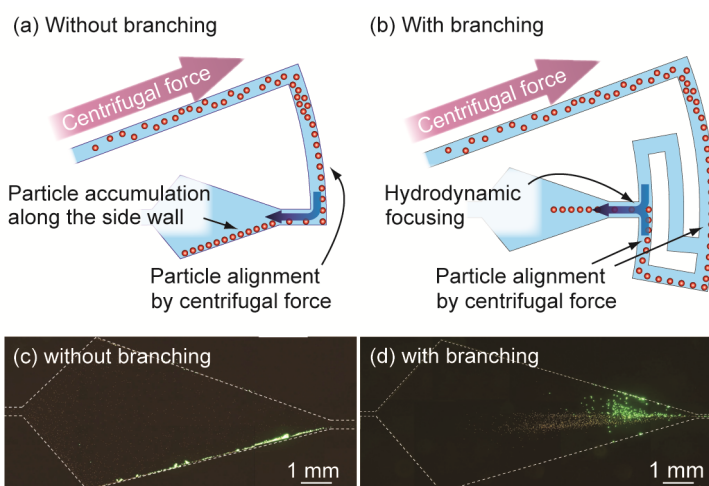 (a) Without branching
Centrifugal force
Particle accumulation
along the side wall
Particle alignment
by centrifugal force
(b) With branching
Centrifugal force
Hydrodynamic
focusing
Particle alignment
by centrifugal force
(c) without branching
1 mm
(d) with branching
1 mm